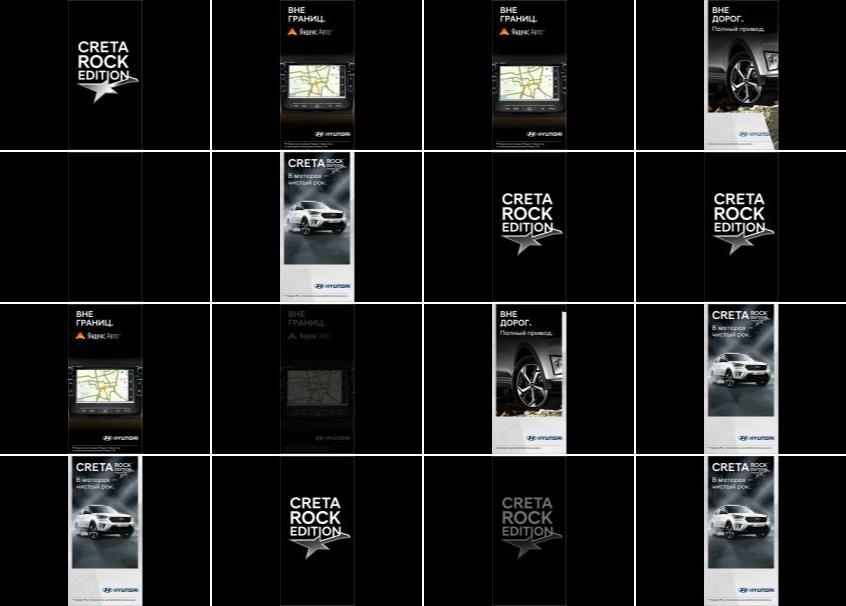 CRETA
ROCK
EDITION
ВНЕ
ГРАНИЦ.
Яндекс Авто
HYUNDAI
ВНЕ
ГРАНИЦ.
Яндекс Авто
HYUNDAI
ВНЕ
ДОРОГ.
Полный привод.
HYUNDAI
CRETA ROCK
EDITION
В моторах —
чистый рок.
HYUNDAI
CRETA
ROCK
EDITION
CRETA
ROCK
EDITION
ВНЕ
ГРАНИЦ.
Яндекс Авто
HYUNDAI
ВНЕ
ГРАНИЦ.
Яндекс Авто
HYUNDAI
ВНЕ
ДОРОГ.
Полный привод.
HYUNDAI
CRETA ROCK
EDITION
В моторах —
чистый рок.
HYUNDAI
CRETA ROCK
EDITION
В моторах —
чистый рок.
HYUNDAI
CRETA
ROCK
EDITION
CRETA
ROCK
EDITION
CRETA ROCK
EDITION
В моторах —
чистый рок.
HYUNDAI